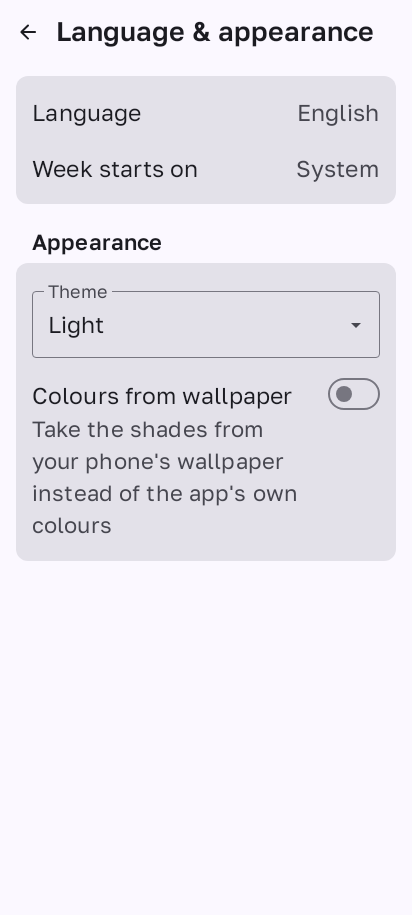 Language & appearance
Language English
Week starts on System
Appearance
Theme
Light
Colours from wallpaper
Take the shades from
your phone's wallpaper
instead of the app's own
colours